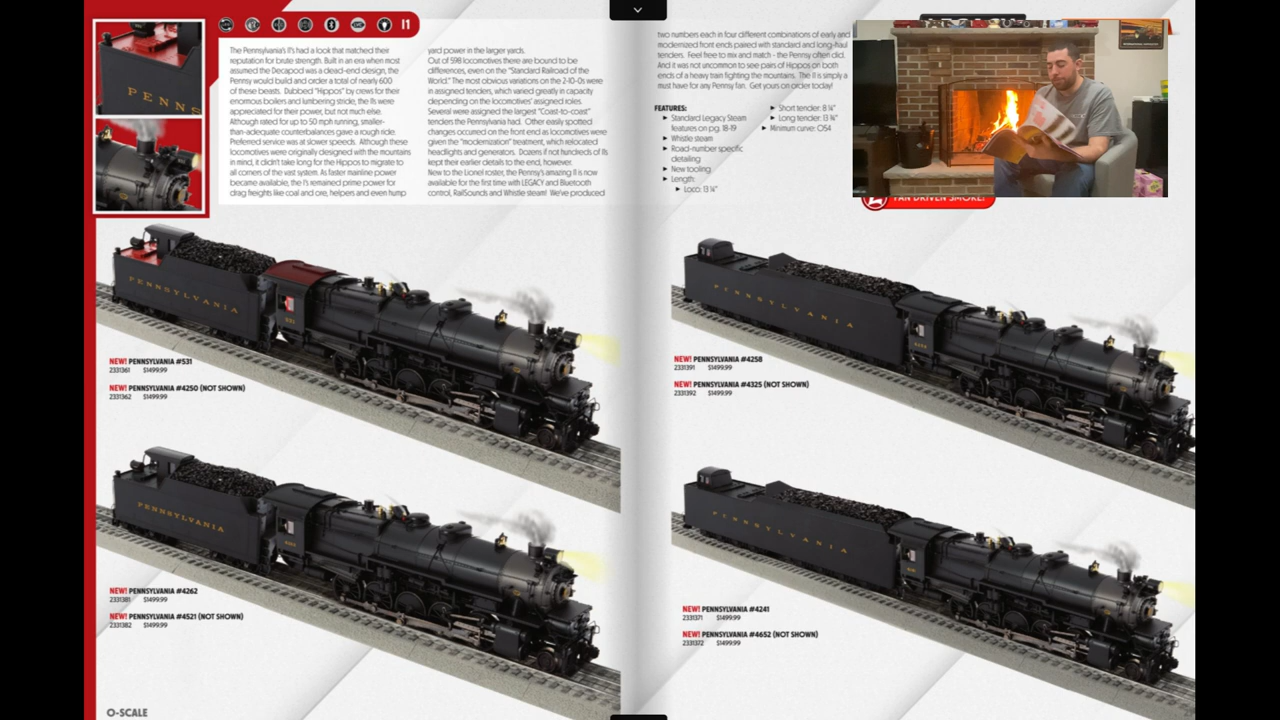 I1
The Pennsylvania's I1's had a look that matched their
reputation for brute strength. Built in an era when most
assumed the Decapod was a dead-end design, the
Pennsy would build and order a total of nearly 600
of these beasts. Dubbed "Hippos" by crews for their
enormous boilers and lumbering stride, the I1s were
appreciated for their power, but not much else.
Although rated for up to 50 mph running, smaller-
than-adequate counterbalances gave a rough ride.
Preferred service was at slower speeds. Although these
locomotives were originally designed with the mountains
in mind, it didn't take long for the Hippos to migrate to
all corners of the vast system. As faster mainline power
became available, the I1s remained prime power for
drag freights like coal and ore, helpers and even hump
yard power in the larger yards.
Out of 598 locomotives there are bound to be
differences, even on the "Standard Railroad of the
World." The most obvious variations on the 2-10-0s were
in assigned tenders, which varied greatly in capacity
depending on the locomotives' assigned roles.
Several were assigned the largest "Coast-to-coast"
tenders the Pennsylvania had. Other easily spotted
changes occurred on the front end as locomotives were
given the "modernization" treatment, which relocated
headlights and generators. Dozens if not hundreds of I1s
kept their earlier details to the end, however.
New to the Lionel roster, the Pennsy's amazing I1 is now
available for the first time with LEGACY and Bluetooth
control, RailSounds and Whistle steam! We've produced
two numbers each in four different combinations of early and
modernized front ends paired with standard and long-haul
tenders. Feel free to mix and match - the Pennsy often did.
And it was not uncommon to see pairs of Hippos on both
ends of a heavy train fighting the mountains. The I1 is simply a
must have for any Pennsy fan. Get yours on order today!
FEATURES:
Standard Legacy Steam
features on pg. 18-19
Whistle steam
Road-number specific
detailing
New tooling
Length:
Loco: 13 ¼"
Short tender: 8 ¼"
Long tender: 13 ¾"
Minimum curve: O54
FAN DRIVEN SMOKE!
PENNS
PENNSYLVANIA
NEW! PENNSYLVANIA #531
2331361 $1499.99
NEW! PENNSYLVANIA #4250 (NOT SHOWN)
2331362 $1499.99
PENNSYLVANIA
NEW! PENNSYLVANIA #4258
2331391 $1499.99
NEW! PENNSYLVANIA #4325 (NOT SHOWN)
2331392 $1499.99
PENNSYLVANIA
NEW! PENNSYLVANIA #4262
2331381 $1499.99
NEW! PENNSYLVANIA #4521 (NOT SHOWN)
2331382 $1499.99
PENNSYLVANIA
NEW! PENNSYLVANIA #4241
2331371 $1499.99
NEW! PENNSYLVANIA #4652 (NOT SHOWN)
2331372 $1499.99
O-SCALE